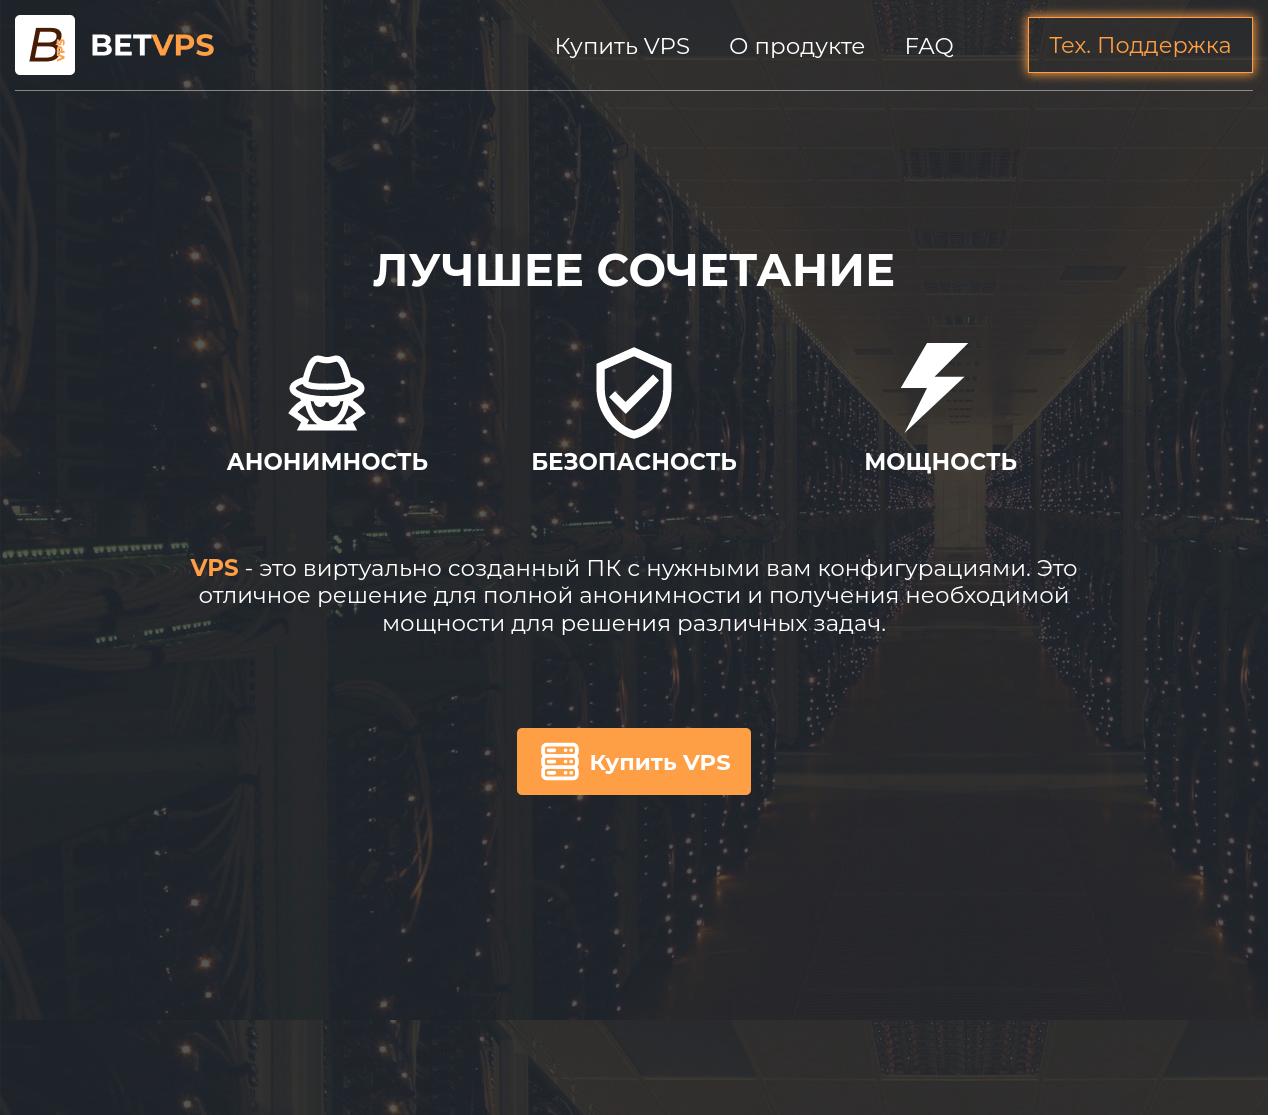 B VPS
BETVPS
Купить VPS
О продукте
FAQ
Тех. Поддержка
ЛУЧШЕЕ СОЧЕТАНИЕ
АНОНИМНОСТЬ
БЕЗОПАСНОСТЬ
МОЩНОСТЬ
VPS - это виртуально созданный ПК с нужными вам конфигурациями. Это
отличное решение для полной анонимности и получения необходимой
мощности для решения различных задач.
Купить VPS